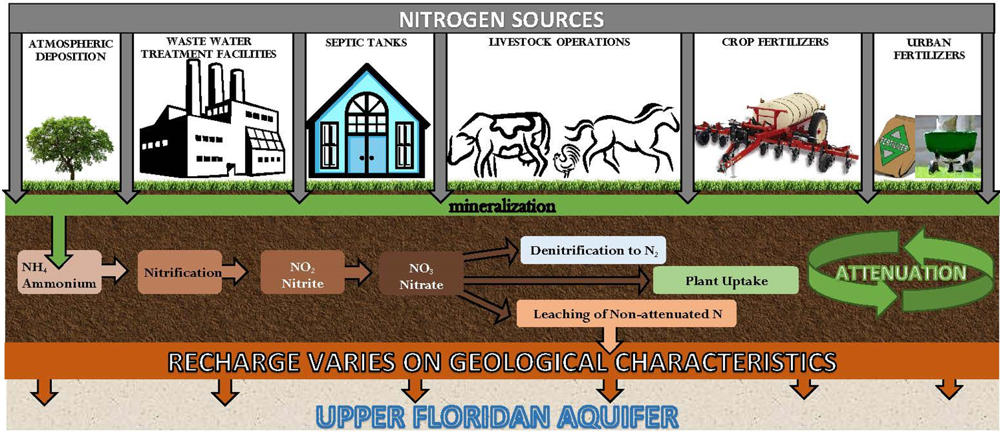 NITROGEN SOURCES
ATMOSPHERIC
DEPOSITION
WASTE WATER
TREATMENT FACILITIES
SEPTIC TANKS
LIVESTOCK OPERATIONS
CROP FERTILIZERS
URBAN
FERTILIZERS
FERTILIZER
mineralization
NH4
Ammonium
Nitrification
NO2
Nitrite
NO3
Nitrate
Denitrification to N2
Plant Uptake
Leaching of Non-attenuated N
ATTENUATION
RECHARGE VARIES ON GEOLOGICAL CHARACTERISTICS
UPPER FLORIDAN AQUIFER